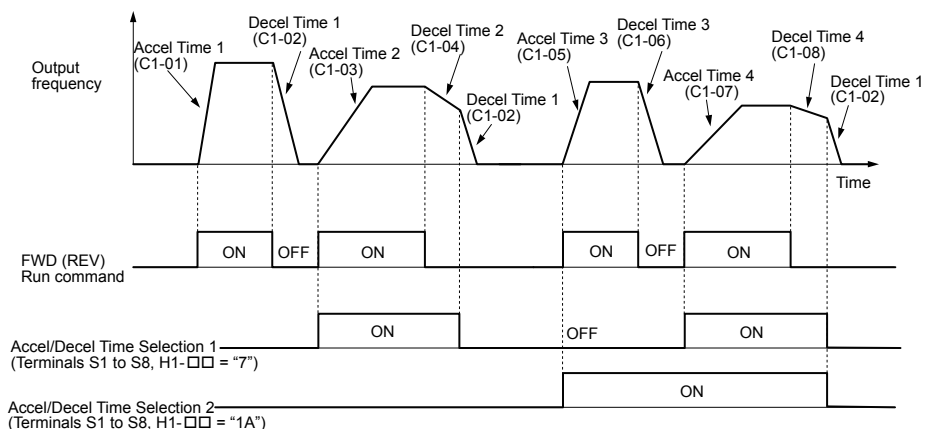 Output
frequency
Accel Time 1
(C1-01)
Decel Time 1
(C1-02)
Accel Time 2
(C1-03)
Decel Time 2
(C1-04)
Decel Time 1
(C1-02)
Accel Time 3
(C1-05)
Decel Time 3
(C1-06)
Accel Time 4
(C1-07)
Decel Time 4
(C1-08)
Decel Time 1
(C1-02)
Time
FWD (REV)
Run command
ON
OFF
ON
ON
OFF
ON
Accel/Decel Time Selection 1
(Terminals S1 to S8, H1-□□ = “7”)
ON
OFF
ON
Accel/Decel Time Selection 2
(Terminals S1 to S8, H1-□□ = “1A”)
ON